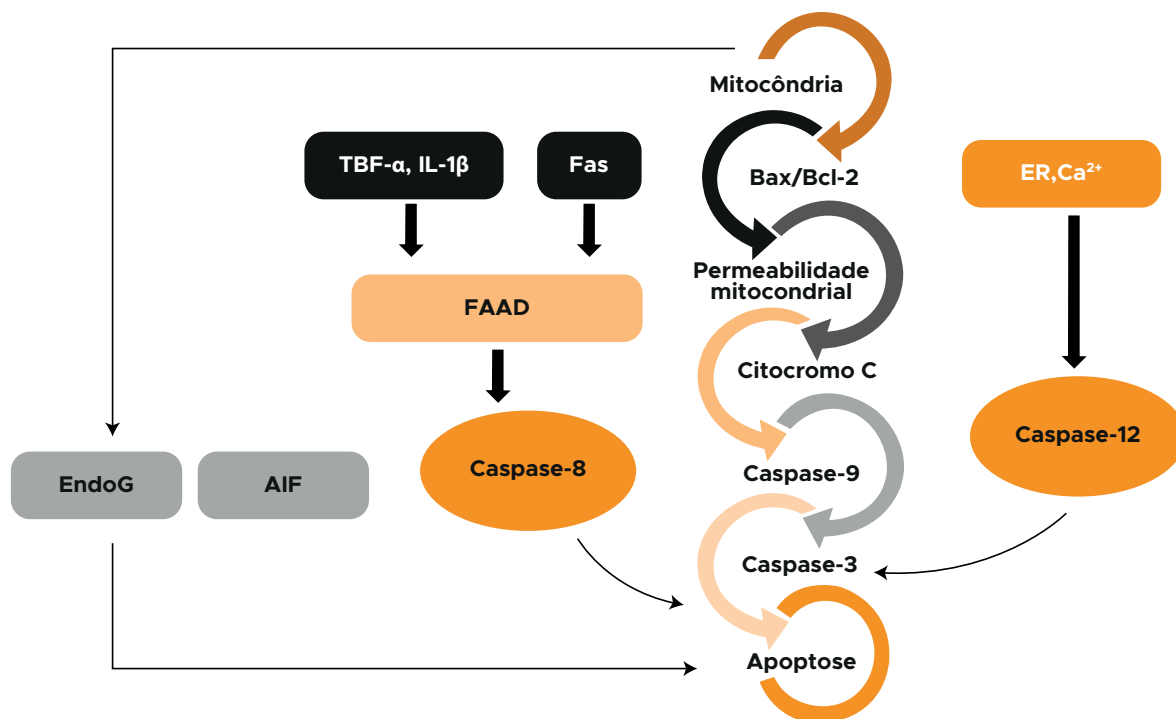 Mitocôndria
TBF-α, IL-1β
Fas
Bax/Bcl-2
ER,Ca²⁺
Permeabilidade
mitocondrial
FAAD
Citocromo C
Caspase-8
Caspase-12
EndoG
AIF
Caspase-9
Caspase-3
Apoptose